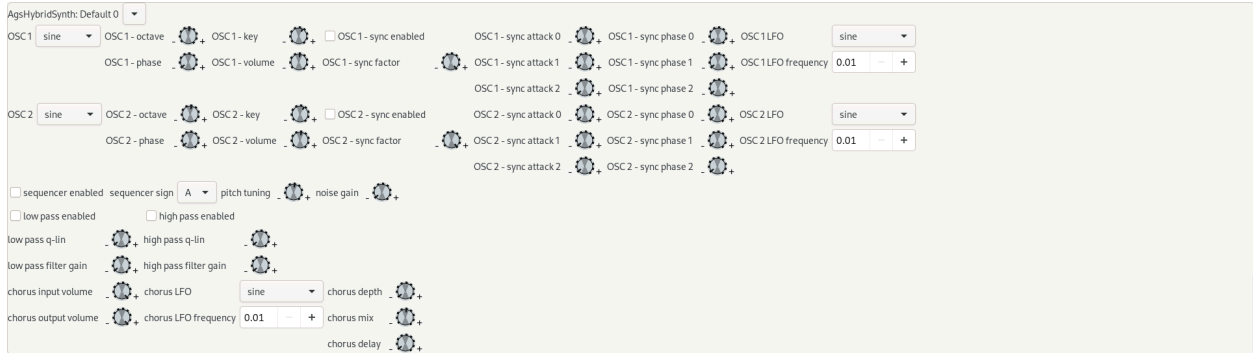 AgsHybridSynth: Default 0
OSC 1 sine OSC 1 - octave - + OSC 1 - key - + OSC 1 - sync enabled OSC 1 - sync attack 0 - + OSC 1 - sync phase 0 - + OSC 1 LFO sine
OSC 1 - phase - + OSC 1 - volume - + OSC 1 - sync factor - + OSC 1 - sync attack 1 - + OSC 1 - sync phase 1 - + OSC 1 LFO frequency 0.01 - +
OSC 1 - sync attack 2 - + OSC 1 - sync phase 2 - +
OSC 2 sine OSC 2 - octave - + OSC 2 - key - + OSC 2 - sync enabled OSC 2 - sync attack 0 - + OSC 2 - sync phase 0 - + OSC 2 LFO sine
OSC 2 - phase - + OSC 2 - volume - + OSC 2 - sync factor - + OSC 2 - sync attack 1 - + OSC 2 - sync phase 1 - + OSC 2 LFO frequency 0.01 - +
OSC 2 - sync attack 2 - + OSC 2 - sync phase 2 - +
sequencer enabled sequencer sign A pitch tuning - + noise gain - +
low pass enabled high pass enabled
low pass q-lin - + high pass q-lin - +
low pass filter gain - + high pass filter gain - +
chorus input volume - + chorus LFO sine chorus depth - +
chorus output volume - + chorus LFO frequency 0.01 - + chorus mix - +
chorus delay - +